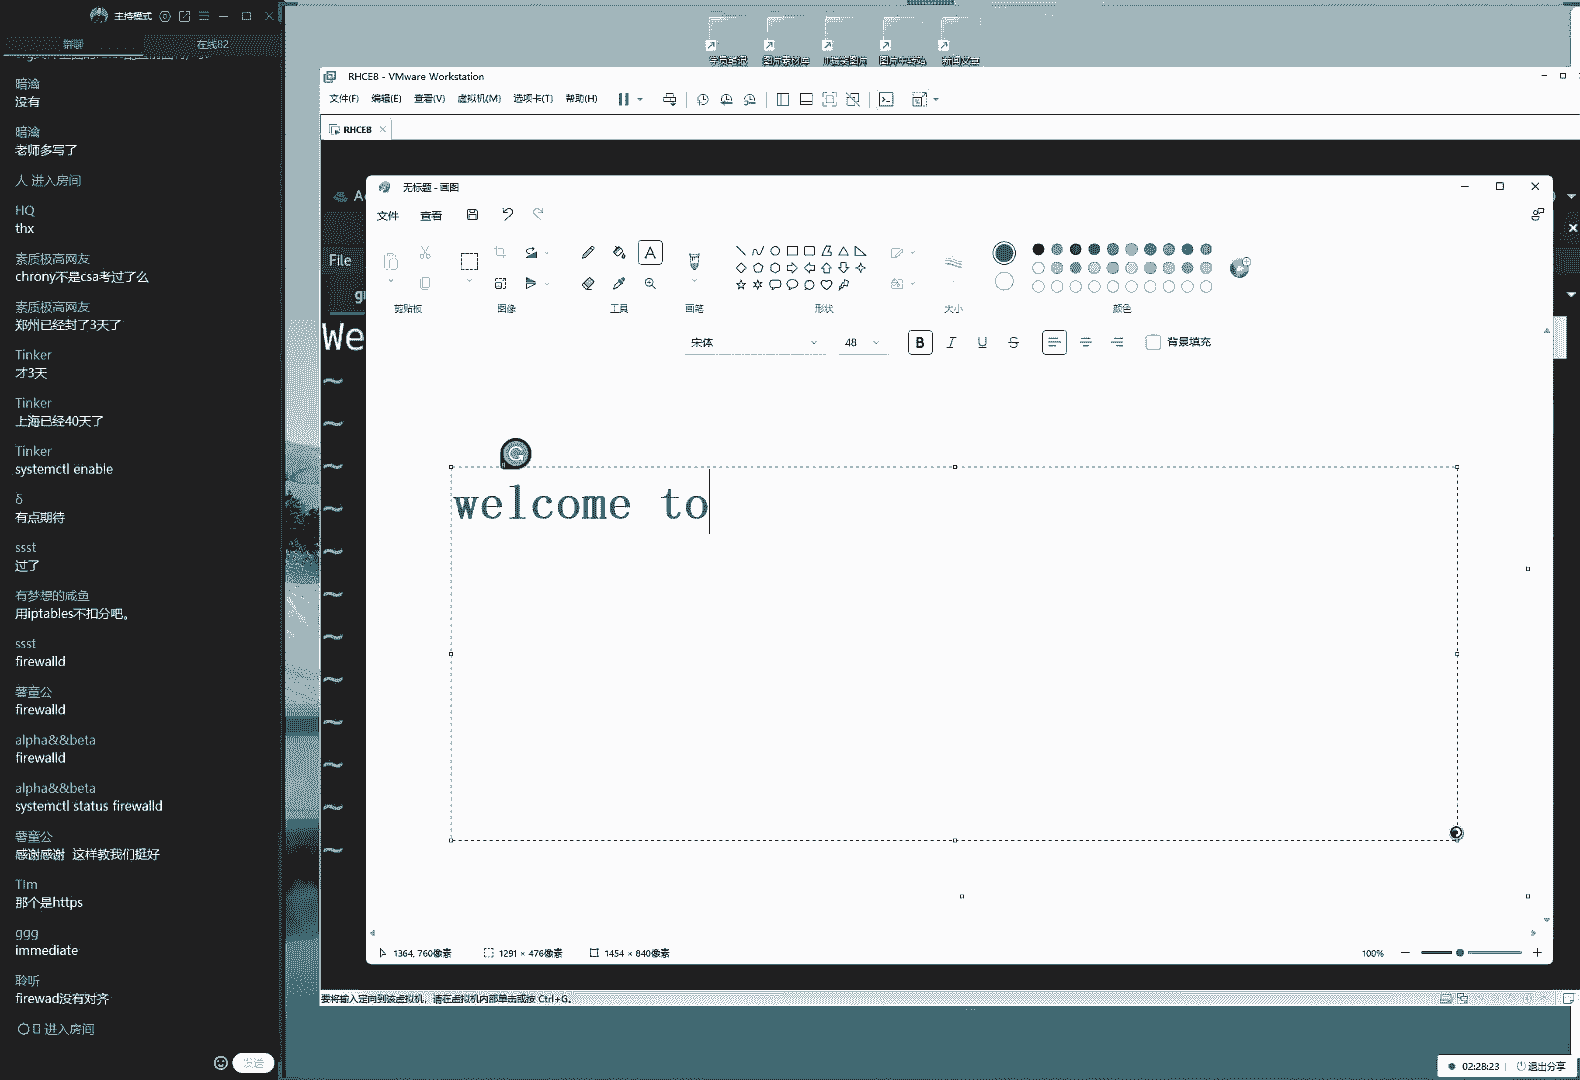 主持模式
群聊
在线82
暗瀹
没有
暗瀹
老师多写了
人 进入房间
HQ
thx
素质极高网友
chrony不是csa考过了么
素质极高网友
郑州已经封了3天了
Tinker
才3天
Tinker
上海已经40天了
Tinker
systemctl enable
δ
有点期待
ssst
过了
有梦想的咸鱼
用iptables不扣分吧。
ssst
firewalld
薯童公
firewalld
alpha&&beta
firewalld
alpha&&beta
systemctl status firewalld
薯童公
感谢感谢 这样教我们挺好
Tim
那个是https
ggg
immediate
聆听
firewad没有对齐
进入房间
发送
RHCE8 - VMware Workstation
文件(F) 编辑(E) 查看(V) 虚拟机(M) 选项卡(T) 帮助(H)
RHCE8
File
We
~
~
~
~
~
~
~
~
~
~
~
~
无标题 - 画图
文件 查看
剪贴板 图像 工具 画笔 形状 大小 颜色
宋体 48 B I U S 背景填充
welcome to
1364, 760像素 1291 × 476像素 1454 × 840像素 100%
要将输入定向到该虚拟机，请在虚拟机内部单击或按 Ctrl+G。
02:28:23 退出分享